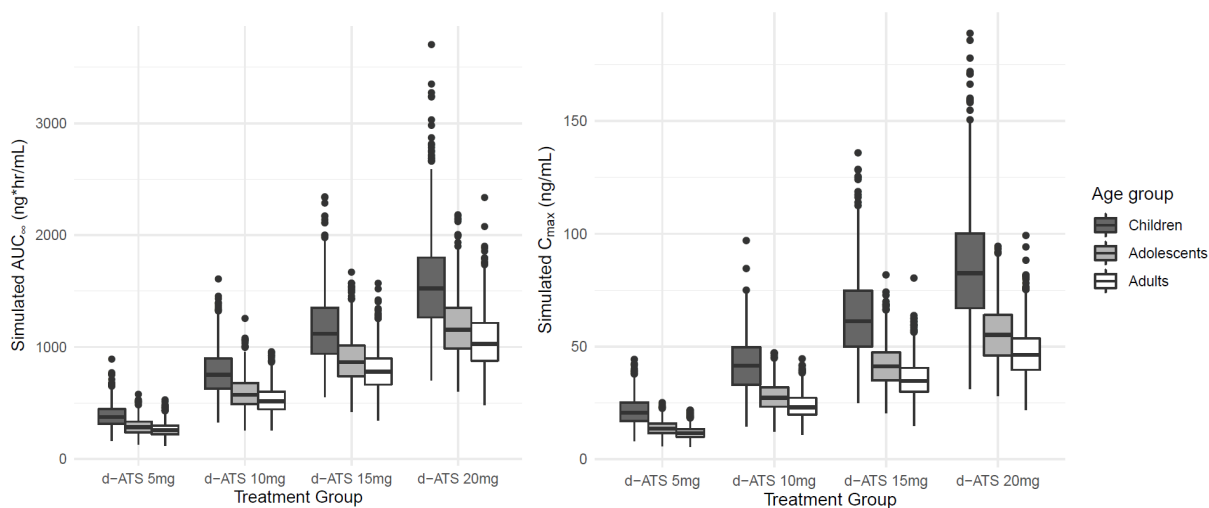 Simulated AUC∞ (ng*hr/mL)
3000
2000
1000
0
d−ATS 5mg
d−ATS 10mg
d−ATS 15mg
d−ATS 20mg
Treatment Group
Simulated Cmax (ng/mL)
150
100
50
0
d−ATS 5mg
d−ATS 10mg
d−ATS 15mg
d−ATS 20mg
Treatment Group
Age group
Children
Adolescents
Adults